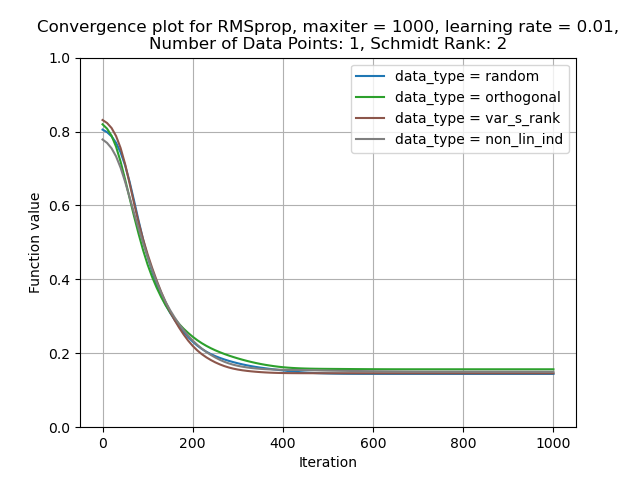 Convergence plot for RMSprop, maxiter = 1000, learning rate = 0.01,
Number of Data Points: 1, Schmidt Rank: 2
data_type = random
data_type = orthogonal
data_type = var_s_rank
data_type = non_lin_ind
Function value
1.0
0.8
0.6
0.4
0.2
0.0
0 200 400 600 800 1000
Iteration